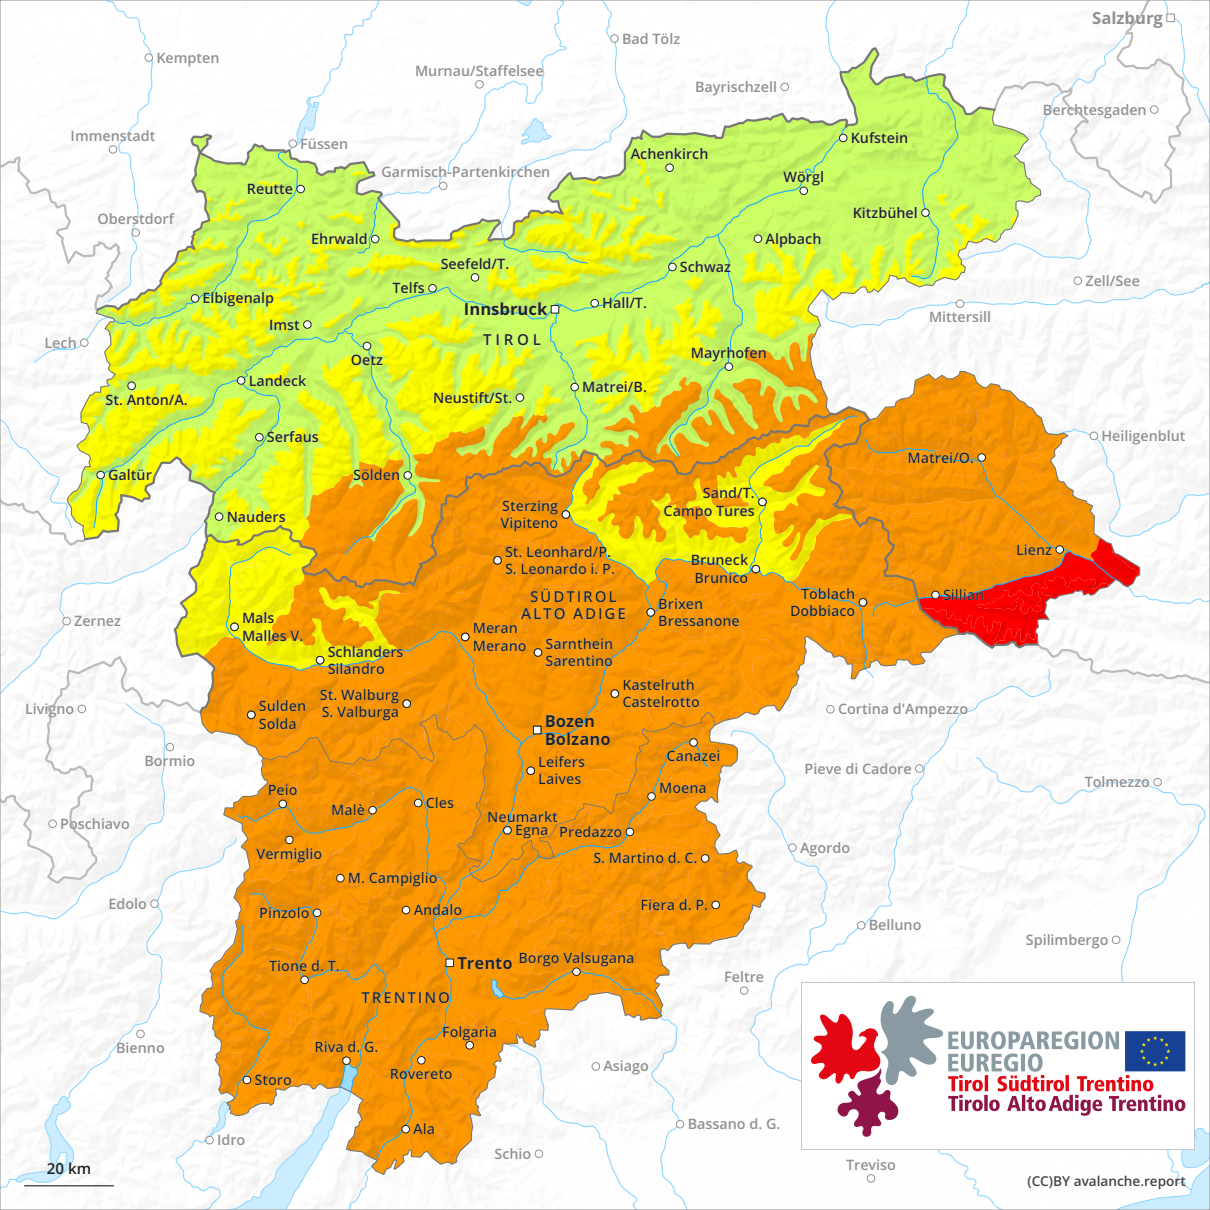 Salzburg
Bad Tölz
Kempten
Murnau/Staffelsee
Bayrischzell
Berchtesgaden
Immenstadt
Füssen
Kufstein
Achenkirch
Garmisch-Partenkirchen
Wörgl
Reutte
Oberstdorf
Kitzbühel
Ehrwald
Alpbach
Seefeld/T.
Schwaz
Zell/See
Telfs
Elbigenalp
Innsbruck
Hall/T.
Mittersill
Imst
TIROL
Lech
Oetz
Mayrhofen
Landeck
Matrei/B.
St. Anton/A.
Neustift/St.
Serfaus
Heiligenblut
Matrei/O.
Galtür
Sölden
Sand/T.
Campo Tures
Sterzing
Vipiteno
Nauders
Lienz
St. Leonhard/P.
S. Leonardo i. P.
Bruneck
Brunico
SÜDTIROL
ALTO ADIGE
Toblach
Dobbiaco
Sillian
Brixen
Bressanone
Zernez
Mals
Malles V.
Meran
Merano
Sarnthein
Sarentino
Schlanders
Silandro
Kastelruth
Castelrotto
St. Walburg
S. Valburga
Sulden
Solda
Livigno
Cortina d'Ampezzo
Bozen
Bolzano
Bormio
Canazei
Leifers
Laives
Pieve di Cadore
Tolmezzo
Peio
Moena
Malè
Cles
Neumarkt
Egna
Predazzo
Poschiavo
Vermiglio
Agordo
S. Martino d. C.
M. Campiglio
Edolo
Pinzolo
Andalo
Fiera d. P.
Belluno
Spilimbergo
Trento
Borgo Valsugana
Tione d. T.
Feltre
TRENTINO
Folgaria
Bienno
Riva d. G.
Rovereto
Asiago
Storo
EUROPAREGION
EUREGIO
Tirol Südtirol Trentino
Tirolo Alto Adige Trentino
Ala
Bassano d. G.
Idro
Schio
Treviso
20 km
(CC)BY avalanche.report